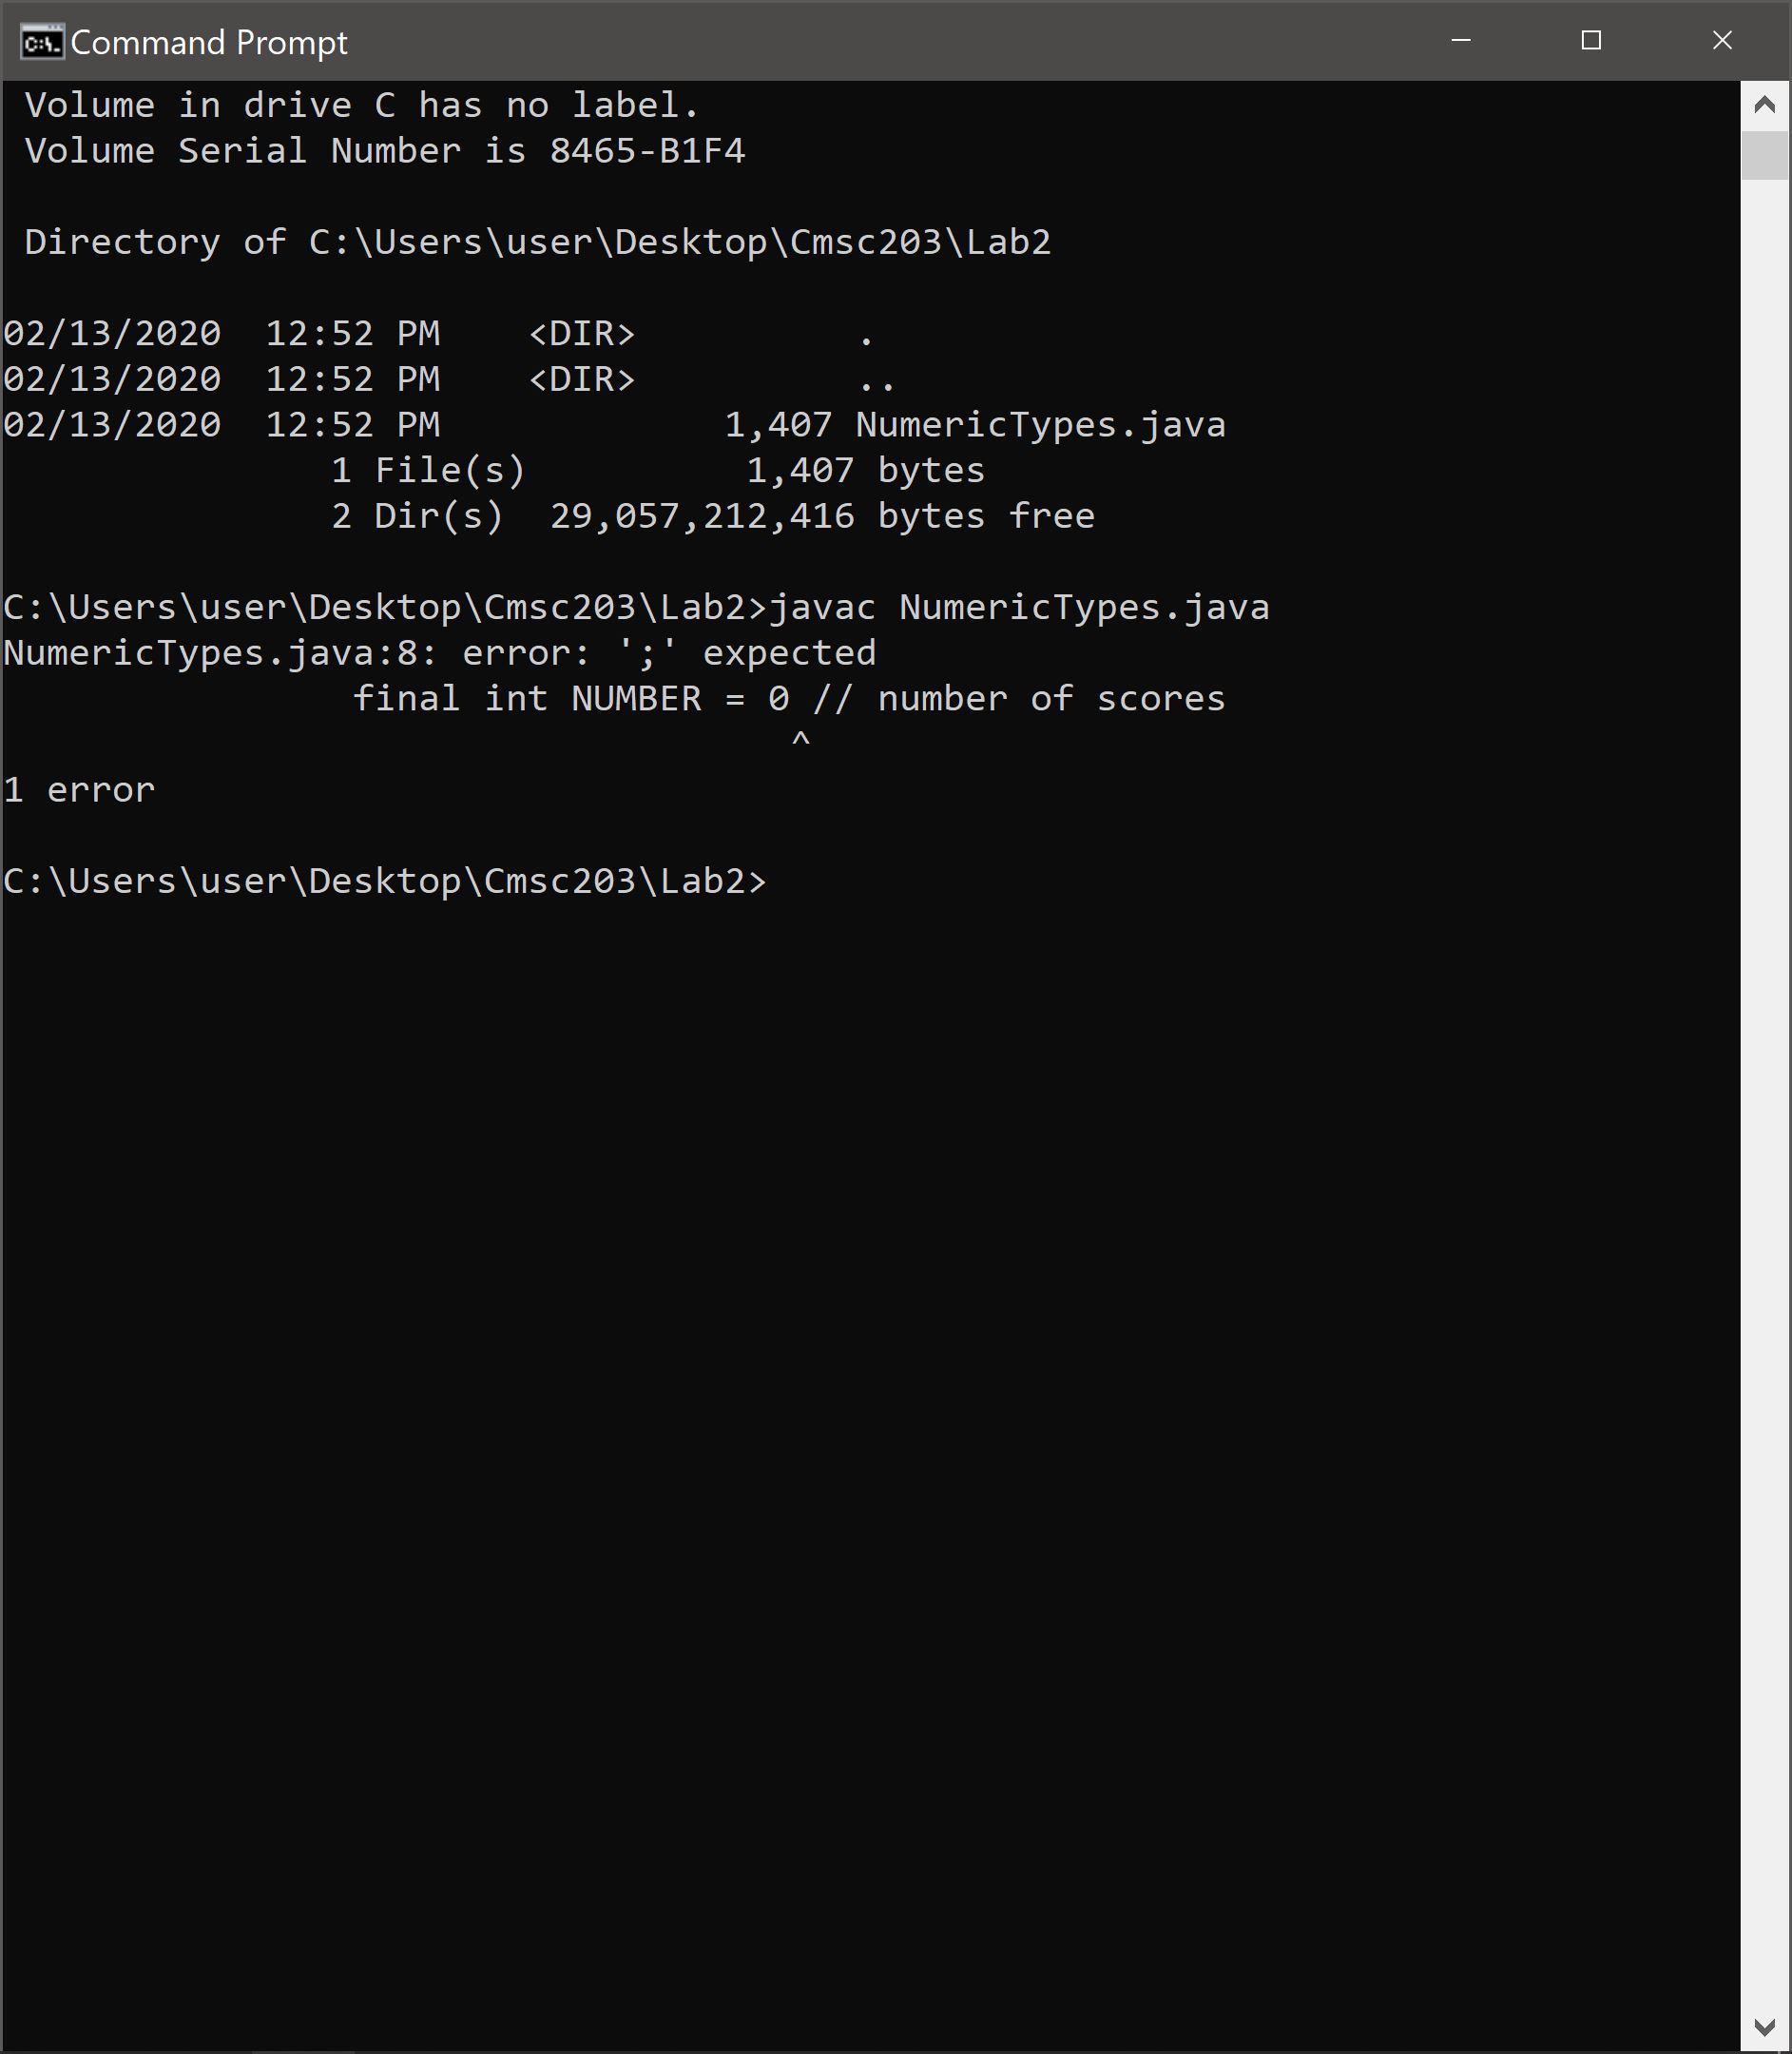 Command Prompt
Volume in drive C has no label.
Volume Serial Number is 8465-B1F4
Directory of C:\Users\user\Desktop\Cmsc203\Lab2
02/13/2020  12:52 PM    <DIR>          .
02/13/2020  12:52 PM    <DIR>          ..
02/13/2020  12:52 PM             1,407 NumericTypes.java
               1 File(s)          1,407 bytes
               2 Dir(s)  29,057,212,416 bytes free
C:\Users\user\Desktop\Cmsc203\Lab2>javac NumericTypes.java
NumericTypes.java:8: error: ';' expected
                final int NUMBER = 0 // number of scores
                                    ^
1 error
C:\Users\user\Desktop\Cmsc203\Lab2>